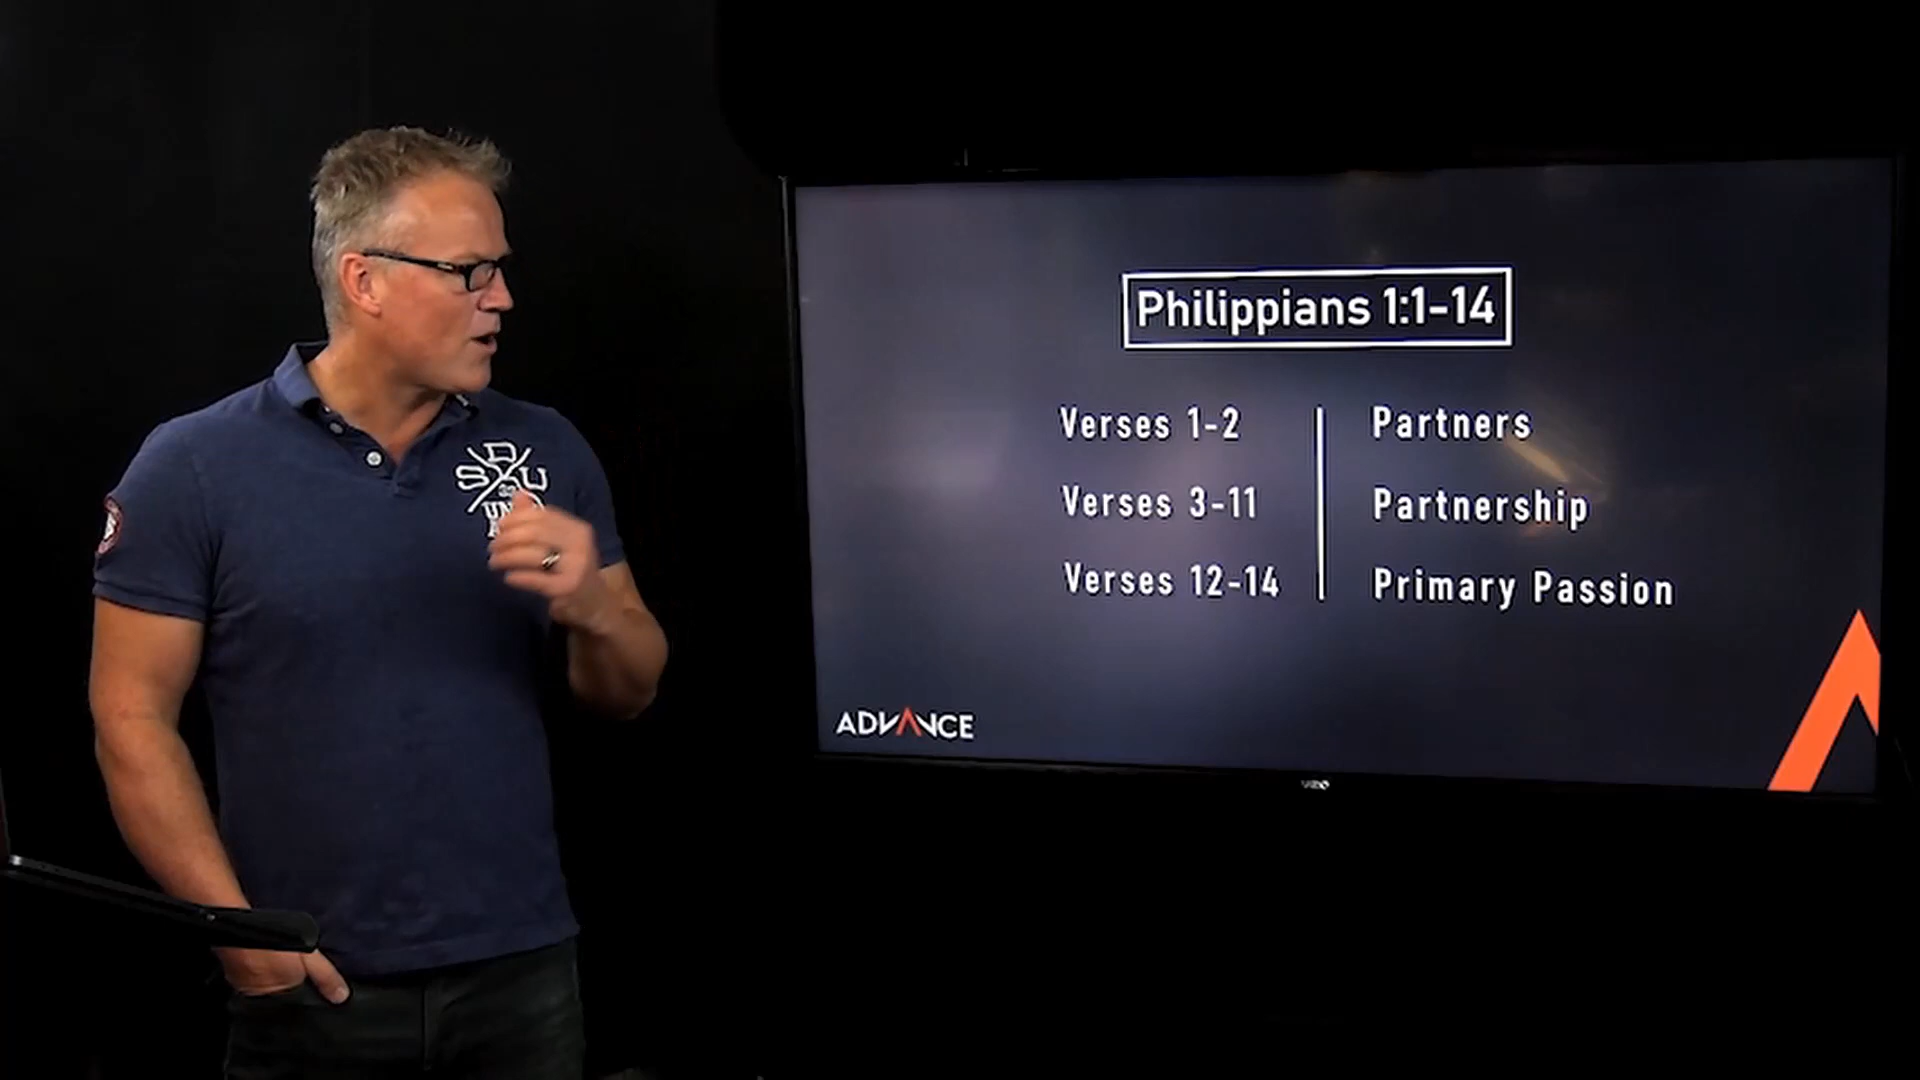 Philippians 1:1-14
Verses 1-2
Partners
Verses 3-11
Partnership
Verses 12-14
Primary Passion
ADVANCE